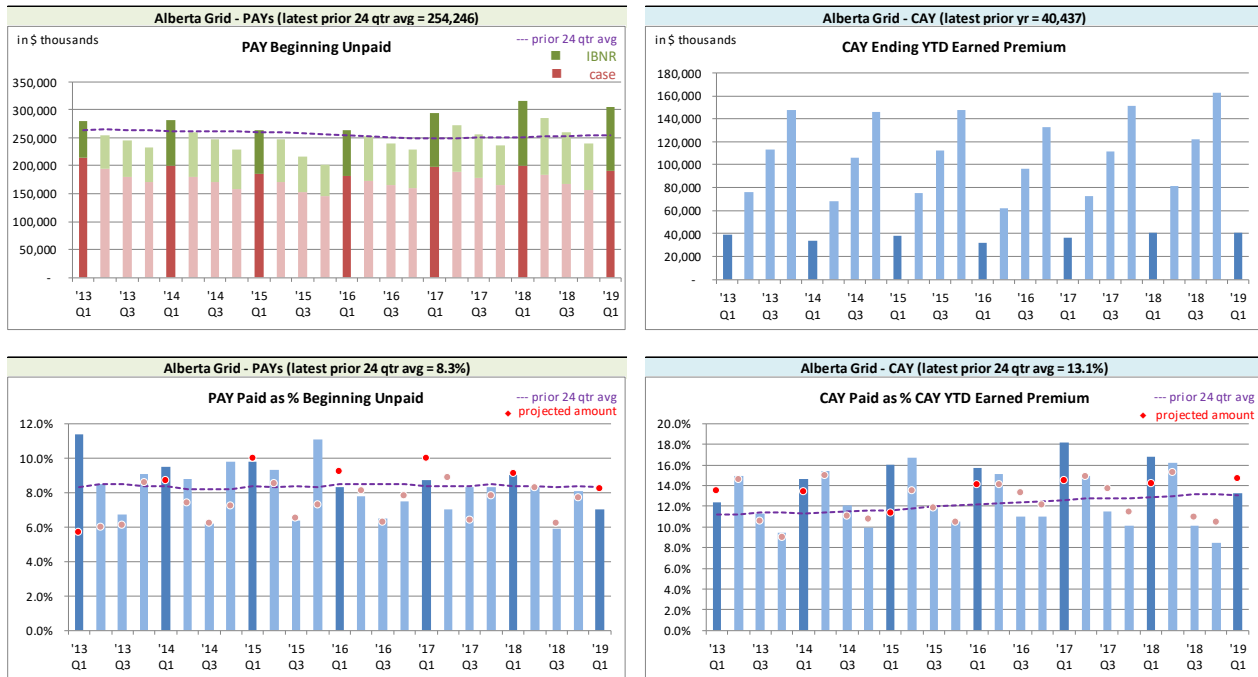 Alberta Grid - PAYs (latest prior 24 qtr avg = 254,246)
in $ thousands
PAY Beginning Unpaid
--- prior 24 qtr avg
IBNR
case
350,000
300,000
250,000
200,000
150,000
100,000
50,000
-
'13 '13 '14 '14 '15 '15 '16 '16 '17 '17 '18 '18 '19
Q1 Q3 Q1 Q3 Q1 Q3 Q1 Q3 Q1 Q3 Q1 Q3 Q1
Alberta Grid - CAY (latest prior yr = 40,437)
in $ thousands
CAY Ending YTD Earned Premium
180,000
160,000
140,000
120,000
100,000
80,000
60,000
40,000
20,000
-
'13 '13 '14 '14 '15 '15 '16 '16 '17 '17 '18 '18 '19
Q1 Q3 Q1 Q3 Q1 Q3 Q1 Q3 Q1 Q3 Q1 Q3 Q1
Alberta Grid - PAYs (latest prior 24 qtr avg = 8.3%)
PAY Paid as % Beginning Unpaid
--- prior 24 qtr avg
projected amount
12.0%
10.0%
8.0%
6.0%
4.0%
2.0%
0.0%
'13 '13 '14 '14 '15 '15 '16 '16 '17 '17 '18 '18 '19
Q1 Q3 Q1 Q3 Q1 Q3 Q1 Q3 Q1 Q3 Q1 Q3 Q1
Alberta Grid - CAY (latest prior 24 qtr avg = 13.1%)
CAY Paid as % CAY YTD Earned Premium
--- prior 24 qtr avg
projected amount
20.0%
18.0%
16.0%
14.0%
12.0%
10.0%
8.0%
6.0%
4.0%
2.0%
0.0%
'13 '13 '14 '14 '15 '15 '16 '16 '17 '17 '18 '18 '19
Q1 Q3 Q1 Q3 Q1 Q3 Q1 Q3 Q1 Q3 Q1 Q3 Q1